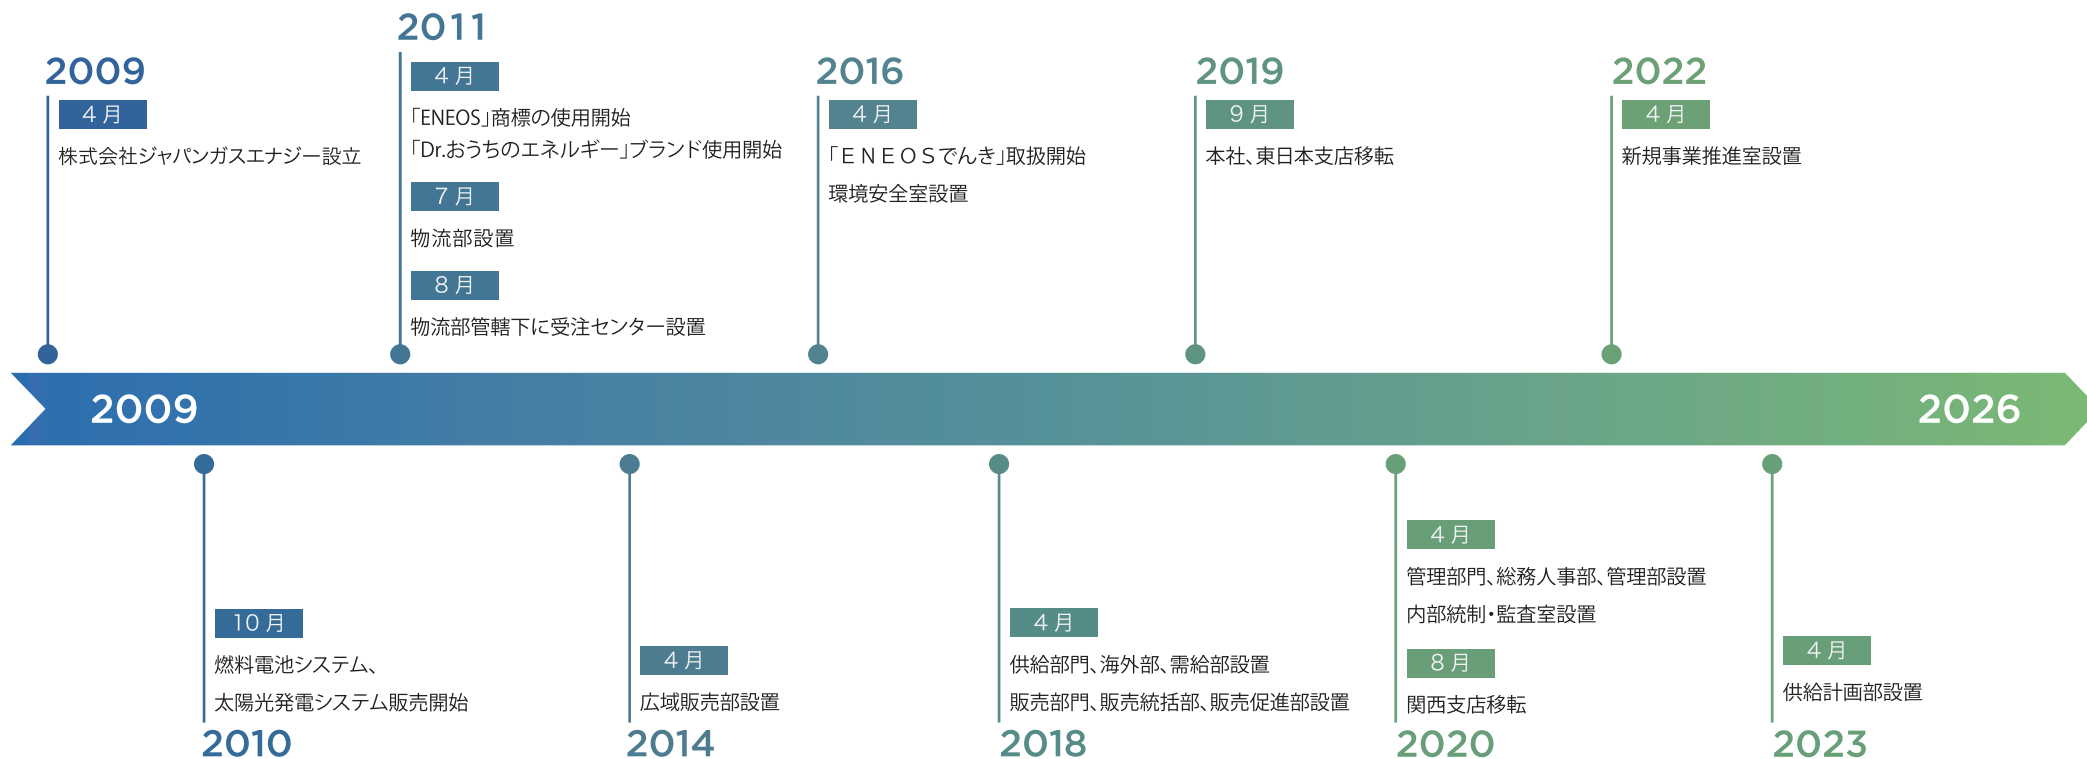 2009
4月
株式会社ジャパンガスエナジー設立
2011
4月
「ENEOS」商標の使用開始
「Dr.おうちのエネルギー」ブランド使用開始
7月
物流部設置
8月
物流部管轄下に受注センター設置
2016
4月
「ＥＮＥＯＳでんき」取扱開始
環境安全室設置
2019
9月
本社、東日本支店移転
2022
4月
新規事業推進室設置
2009
2026
10月
燃料電池システム、
太陽光発電システム販売開始
2010
4月
広域販売部設置
2014
4月
供給部門、海外部、需給部設置
販売部門、販売統括部、販売促進部設置
2018
4月
管理部門、総務人事部、管理部設置
内部統制・監査室設置
8月
関西支店移転
2020
4月
供給計画部設置
2023